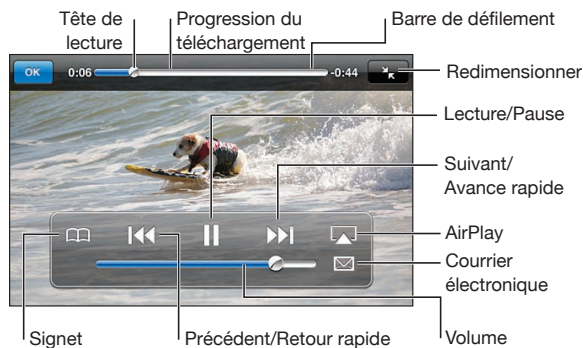 Tête de
lecture
Progression du
téléchargement
Barre de défilement
OK
0:06
-0:44
Redimensionner
Lecture/Pause
Suivant/
Avance rapide
AirPlay
Courrier
électronique
Signet
Précédent/Retour rapide
Volume